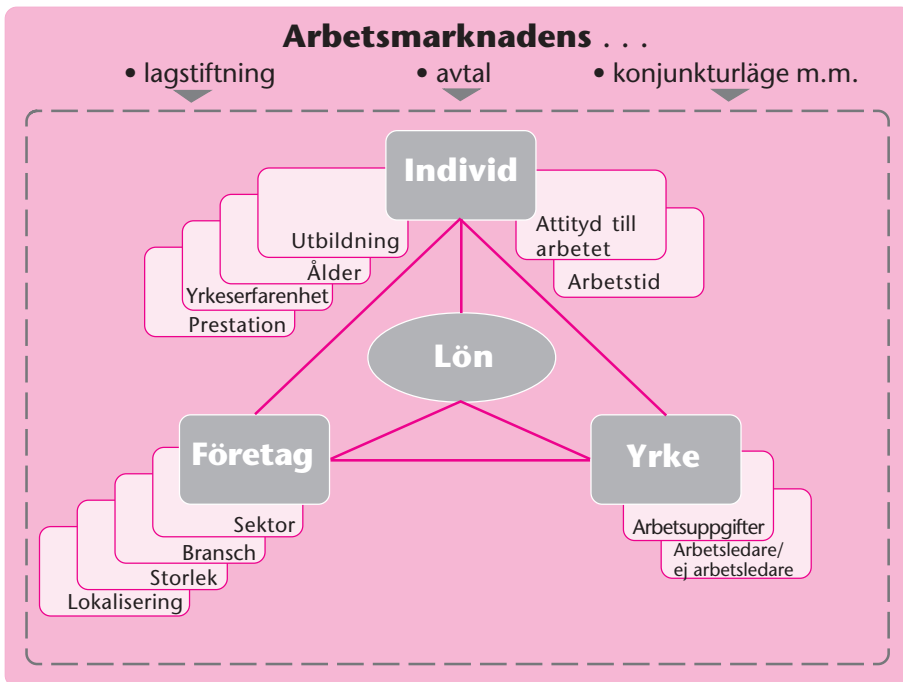 Arbetsmarknadens . . .
• lagstiftning • avtal • konjunkturläge m.m.
Individ
Utbildning
Ålder
Yrkeserfarenhet
Prestation
Attityd till
arbetet
Arbetstid
Lön
Företag
Sektor
Bransch
Storlek
Lokalisering
Yrke
Arbetsuppgifter
Arbetsledare/
ej arbetsledare